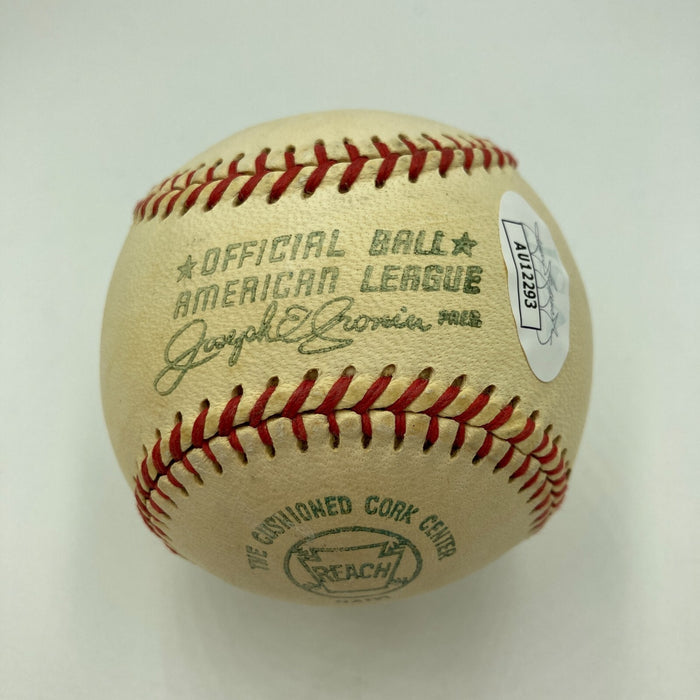 ★OFFICIAL BALL★
AMERICAN LEAGUE
Joseph E Cronin PRES
AU12293
THE CUSHIONED CORK CENTER
REACH